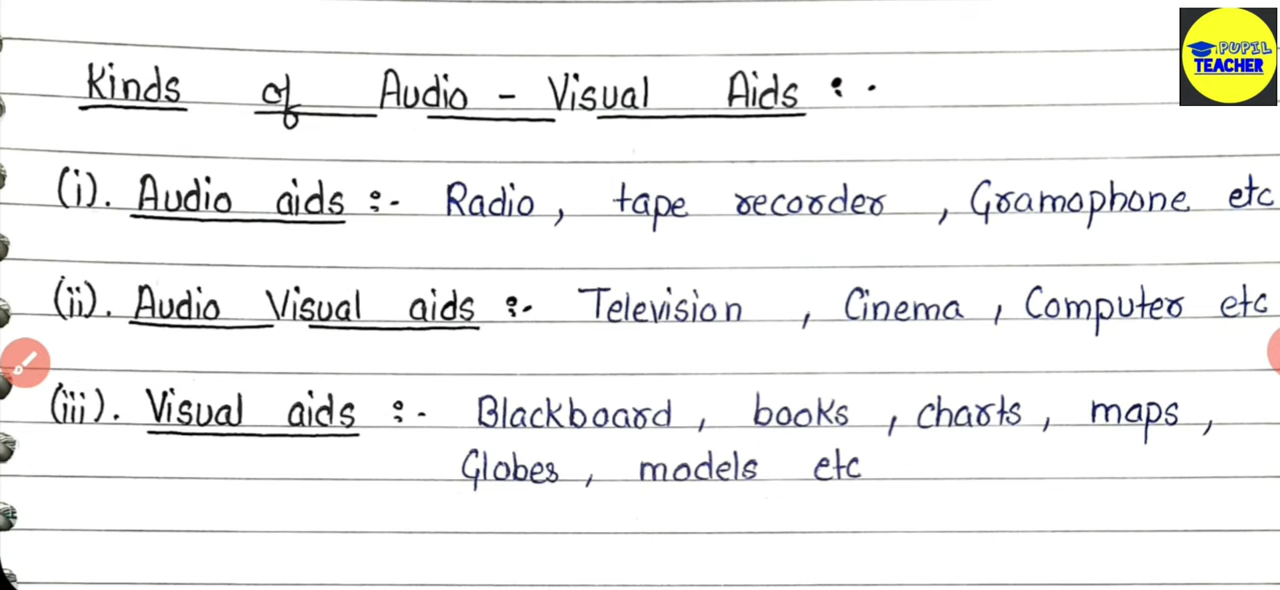 PUPIL
TEACHER
Kinds of Audio - Visual Aids :-
(i). Audio aids :- Radio, tape recorder, Gramophone etc
(ii). Audio Visual aids :- Television, Cinema, Computer etc
(iii). Visual aids :- Blackboard, books, charts, maps,
Globes, models etc